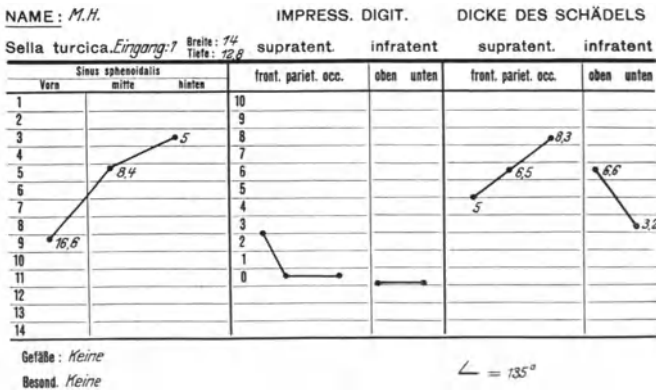 NAME: M.H. IMPRESS. DIGIT. DICKE DES SCHÄDELS
Sella turcica. Eingang: 7 Breite: 14 Tiefe: 12,8 supratent. infratent supratent. infratent
Sinus sphenoidalis
Vorn mitte hinten front. pariet. occ. oben unten front. pariet. occ. oben unten
1 10
2 9
3 8 5 8,3
4 7
5 6 8,4 6,5 6,6
6 5
7 4 5
8 3 3,2
9 2 16,6
10 1
11 0
12
13
14
Gefäße: Keine
Besond. Keine ∠ = 135°